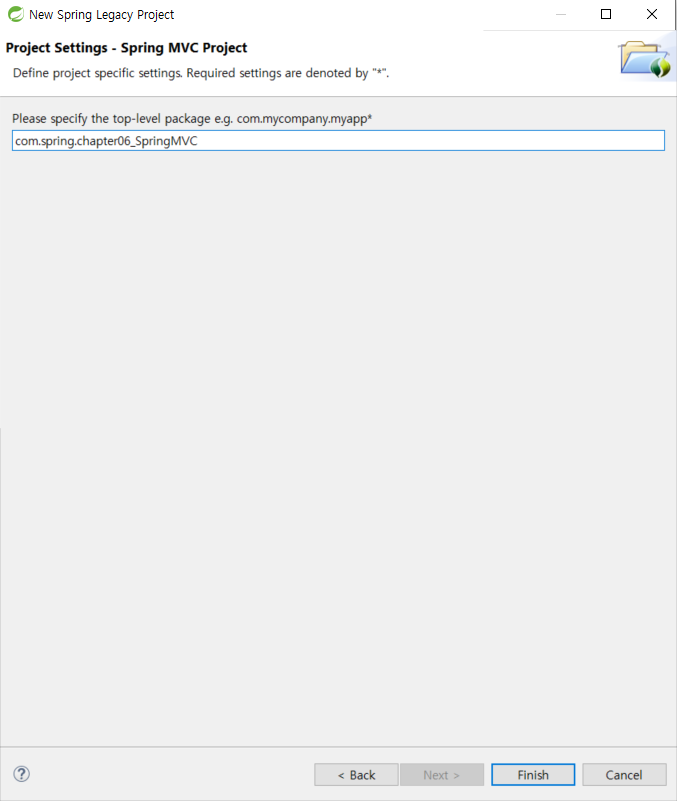 New Spring Legacy Project
Project Settings - Spring MVC Project
Define project specific settings. Required settings are denoted by "*".
Please specify the top-level package e.g. com.mycompany.myapp*
com.spring.chapter06_SpringMVC
?
< Back
Next >
Finish
Cancel